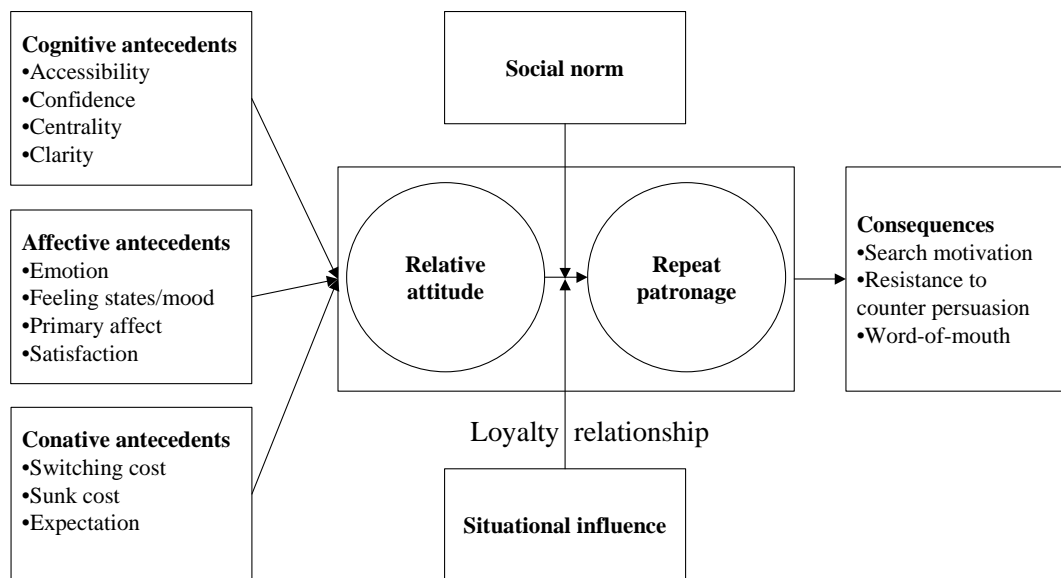 Cognitive antecedents
•Accessibility
•Confidence
•Centrality
•Clarity
Affective antecedents
•Emotion
•Feeling states/mood
•Primary affect
•Satisfaction
Conative antecedents
•Switching cost
•Sunk cost
•Expectation
Social norm
Relative
attitude
Repeat
patronage
Loyalty relationship
Situational influence
Consequences
•Search motivation
•Resistance to
counter persuasion
•Word-of-mouth